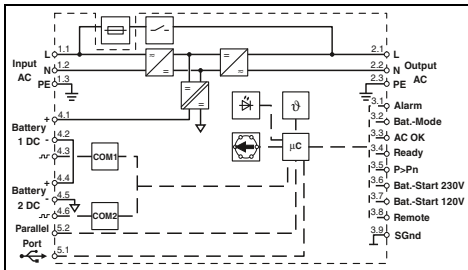 L 1.1
Input AC
N 1.2
PE 1.3
2.1 L
2.2 N
Output AC
2.3 PE
+ 4.1
Battery 1 DC
- 4.2
4.3
COM1
+ 4.4
Battery 2 DC
- 4.5
4.6
COM2
Parallel 5.2
Port
5.1
ϑ
µC
3.1 Alarm
3.2 Bat.-Mode
3.3 AC OK
3.4 Ready
3.5 P>Pn
3.6 Bat.-Start 230V
3.7 Bat.-Start 120V
3.8 Remote
3.9 SGnd